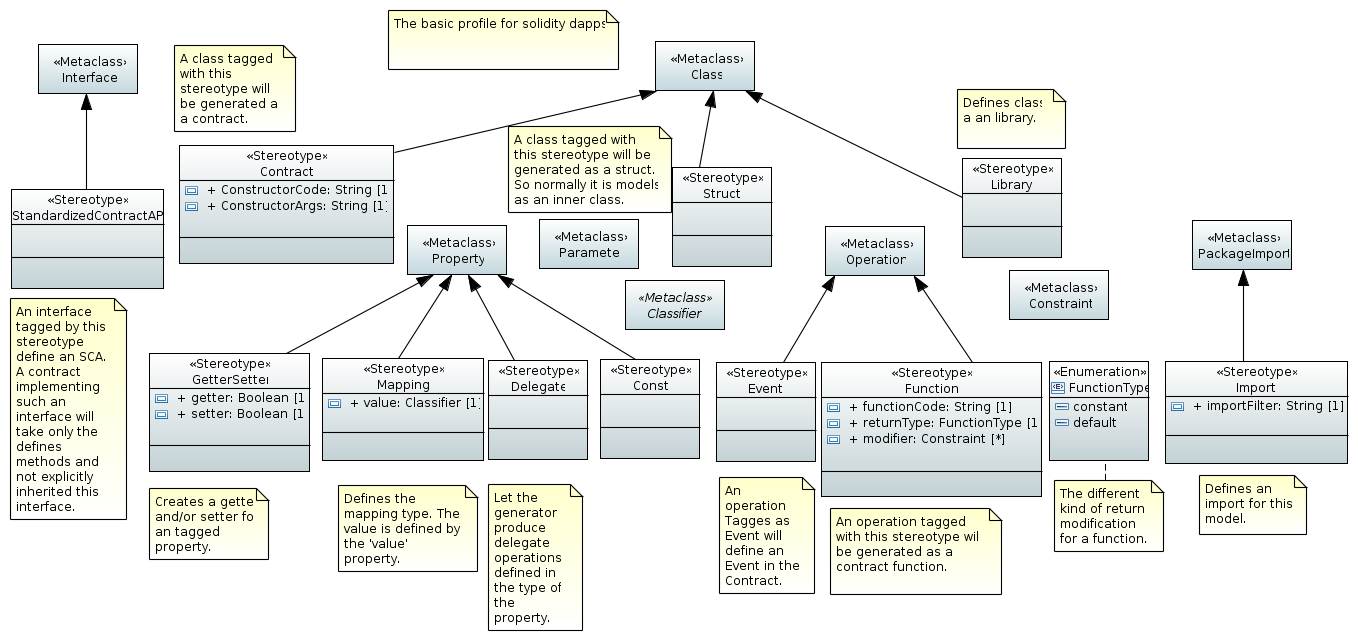 The basic profile for solidity dapps
«Metaclass»
Interface
A class tagged
with this
stereotype will
be generated a
a contract.
«Metaclass»
Class
Defines class
a an library.
«Stereotype»
StandardizedContractAP
«Stereotype»
Contract
+ ConstructorCode: String [1
+ ConstructorArgs: String [1]
A class tagged with
this stereotype will be
generated as a struct.
So normally it is models
as an inner class.
«Stereotype»
Struct
«Stereotype»
Library
«Metaclass»
Property
«Metaclass»
Paramete
«Metaclass»
Classifier
«Metaclass»
Operation
«Metaclass»
Constraint
«Metaclass»
PackageImport
An interface
tagged by this
stereotype
define an SCA.
A contract
implementing
such an
interface will
take only the
defines
methods and
not explicitly
inherited this
interface.
«Stereotype»
GetterSetter
+ getter: Boolean [1
+ setter: Boolean [1
«Stereotype»
Mapping
+ value: Classifier [1]
«Stereotype»
Delegate
«Stereotype»
Const
«Stereotype»
Event
«Stereotype»
Function
+ functionCode: String [1]
+ returnType: FunctionType [1
+ modifier: Constraint [*]
«Enumeration»
FunctionType
constant
default
«Stereotype»
Import
+ importFilter: String [1]
Creates a gette
and/or setter fo
an tagged
property.
Defines the
mapping type. The
value is defined by
the 'value'
property.
Let the
generator
produce
delegate
operations
defined in
the type of
the
property.
An
operation
Tagges as
Event will
define an
Event in the
Contract.
An operation tagged
with this stereotype wil
be generated as a
contract function.
The different
kind of return
modification
for a function.
Defines an
import for this
model.